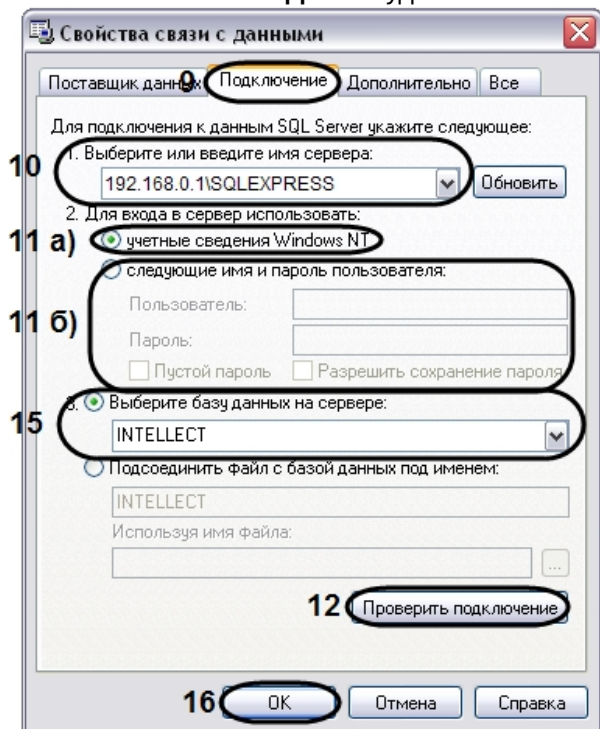 Свойства связи с данными
Поставщик данных 9 Подключение Дополнительно Все
Для подключения к данным SQL Server укажите следующее:
10 1. Выберите или введите имя сервера:
192.168.0.1\SQLEXPRESS Обновить
2. Для входа в сервер использовать:
11 а) учетные сведения Windows NT
следующие имя и пароль пользователя:
Пользователь:
11 б)
Пароль:
Пустой пароль Разрешить сохранение пароля
3. Выберите базу данных на сервере:
15
INTELLECT
Подсоединить файл с базой данных под именем:
INTELLECT
Используя имя файла:
...
12 Проверить подключение
16 OK Отмена Справка